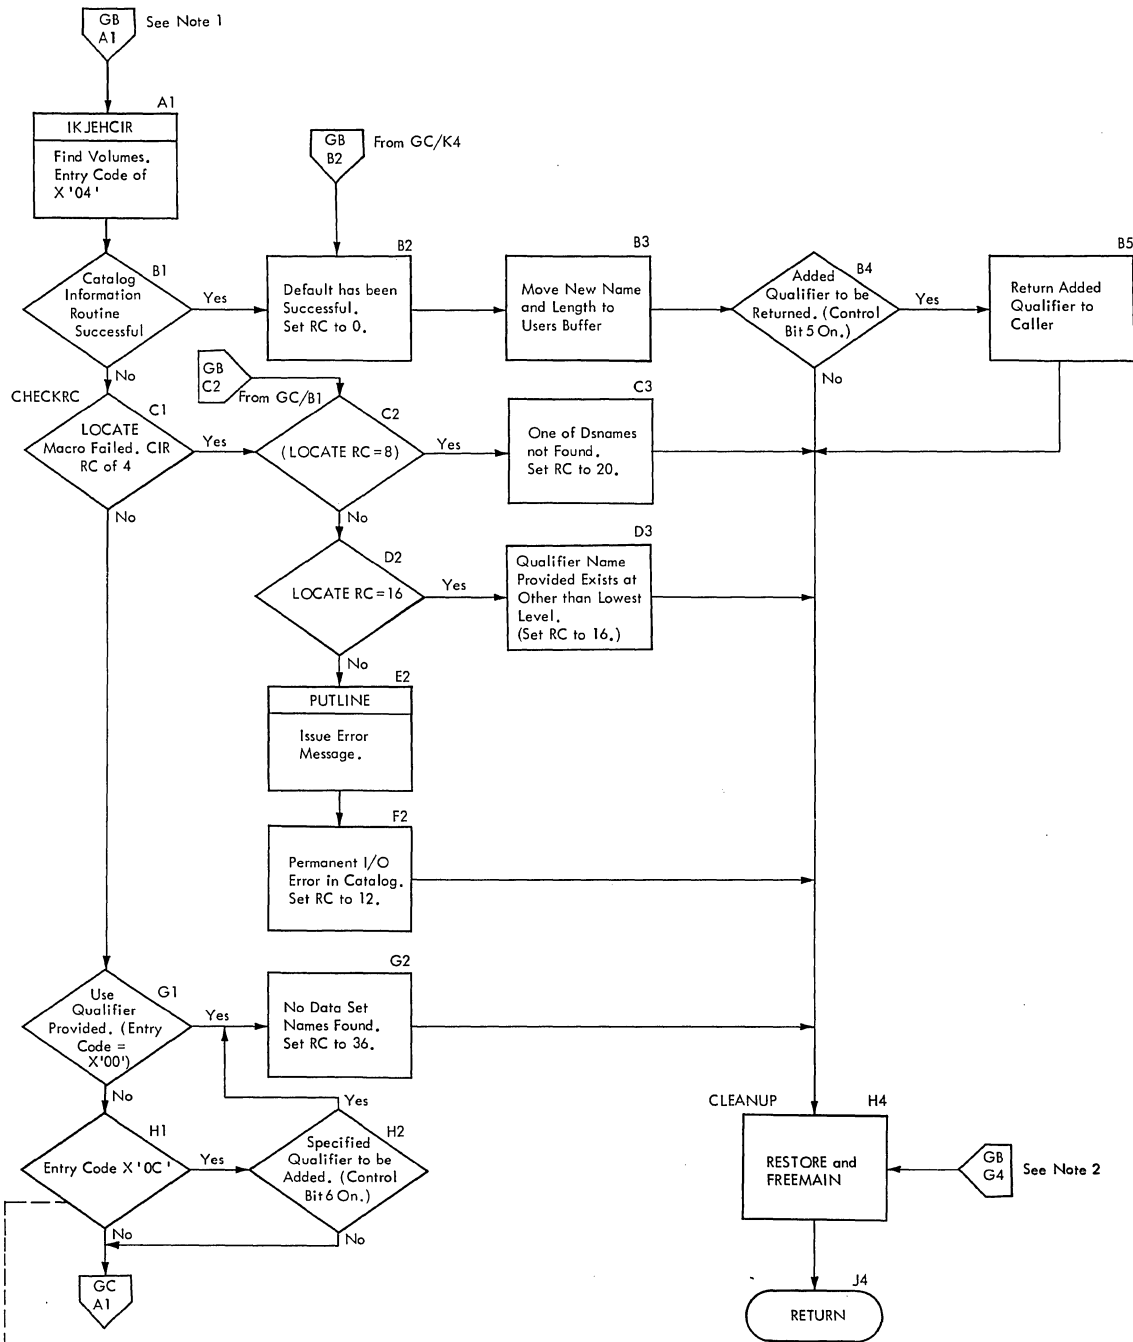 GB
A1
See Note 1
A1
IKJEHCIR
Find Volumes.
Entry Code of
X'04'
GB
B2
From GC/K4
B1
Catalog
Information
Routine
Successful
Yes
No
B2
Default has been
Successful.
Set RC to 0.
B3
Move New Name
and Length to
Users Buffer
B4
Added
Qualifier to be
Returned. (Control
Bit 5 On.)
Yes
No
B5
Return Added
Qualifier to
Caller
CHECKRC
C1
LOCATE
Macro Failed. CIR
RC of 4
Yes
No
GB
C2
From GC/B1
C2
(LOCATE RC=8)
Yes
No
C3
One of Dsnames
not Found.
Set RC to 20.
D2
LOCATE RC=16
Yes
No
D3
Qualifier Name
Provided Exists at
Other than Lowest
Level.
(Set RC to 16.)
E2
PUTLINE
Issue Error
Message.
F2
Permanent I/O
Error in Catalog.
Set RC to 12.
G1
Use
Qualifier
Provided. (Entry
Code =
X'00')
Yes
No
G2
No Data Set
Names Found.
Set RC to 36.
H1
Entry Code X'0C'
Yes
No
H2
Specified
Qualifier to be
Added. (Control
Bit 6 On.)
Yes
No
CLEANUP
H4
RESTORE and
FREEMAIN
GB
G4
See Note 2
GC
A1
J4
RETURN